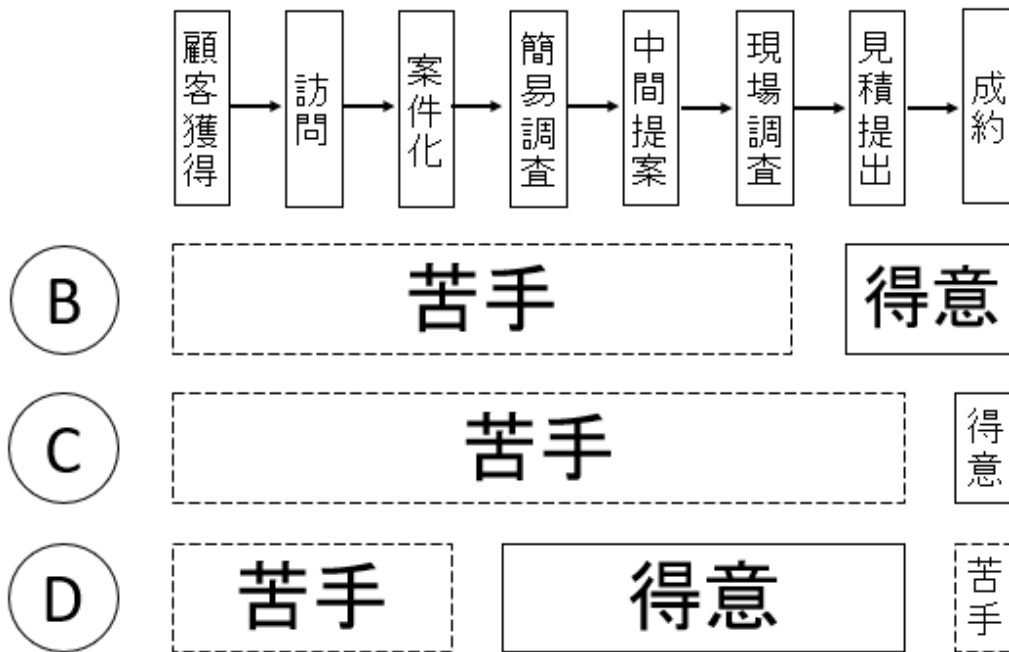 顧客獲得
訪問
案件化
簡易調査
中間提案
現場調査
見積提出
成約
B
苦手
得意
C
苦手
得意
D
苦手
得意
苦手